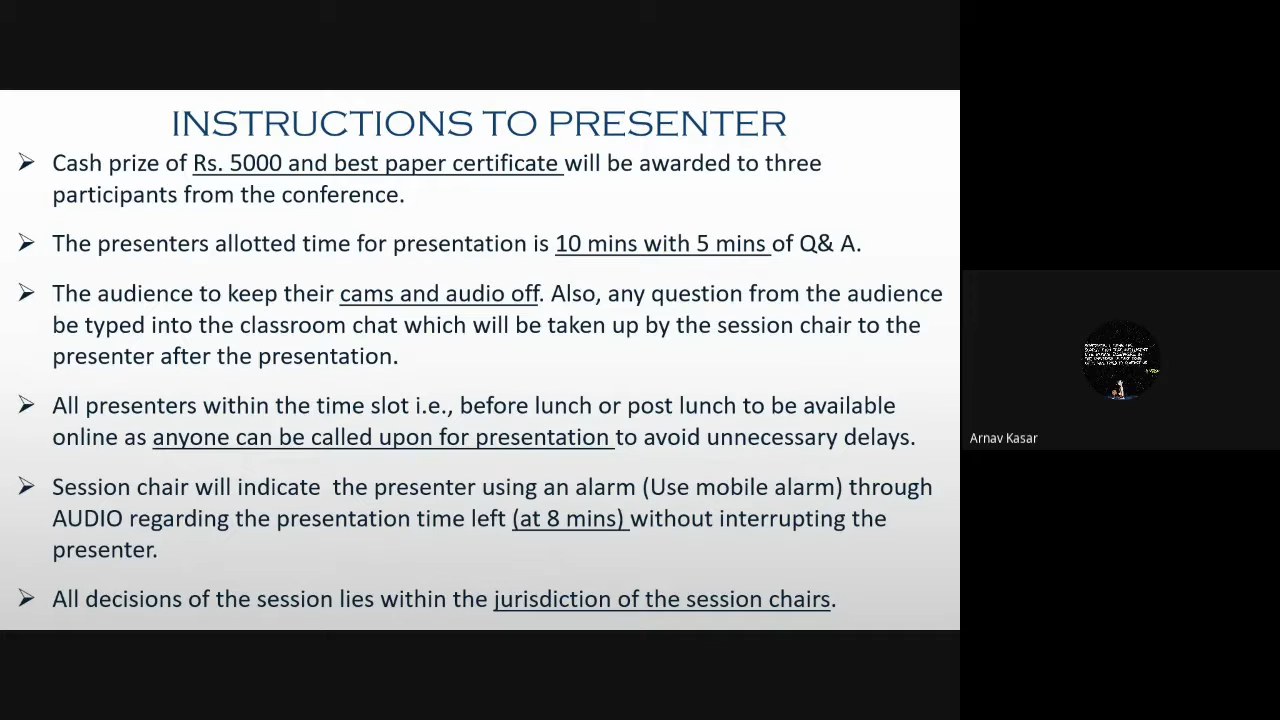 INSTRUCTIONS TO PRESENTER
➢ Cash prize of Rs. 5000 and best paper certificate will be awarded to three
participants from the conference.
➢ The presenters allotted time for presentation is 10 mins with 5 mins of Q& A.
➢ The audience to keep their cams and audio off. Also, any question from the audience
be typed into the classroom chat which will be taken up by the session chair to the
presenter after the presentation.
➢ All presenters within the time slot i.e., before lunch or post lunch to be available
online as anyone can be called upon for presentation to avoid unnecessary delays.
➢ Session chair will indicate the presenter using an alarm (Use mobile alarm) through
AUDIO regarding the presentation time left (at 8 mins) without interrupting the
presenter.
➢ All decisions of the session lies within the jurisdiction of the session chairs.
Arnav Kasar